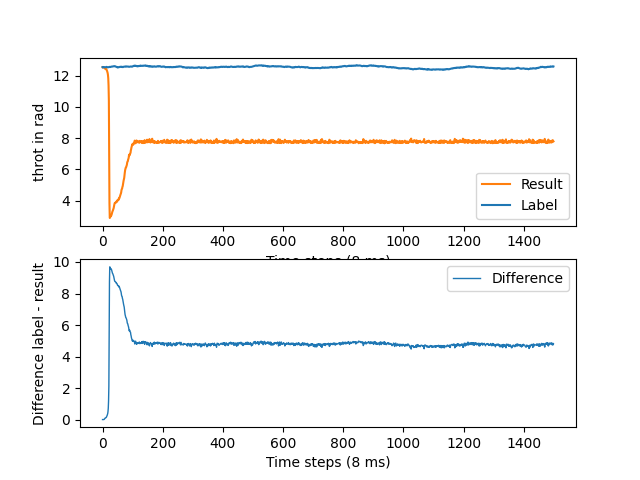 12
10
8
6
4
throt in rad
Result
Label
0 200 400 600 800 1000 1200 1400
Time steps (8 ms)
10
8
6
4
2
0
Difference label - result
Difference
0 200 400 600 800 1000 1200 1400
Time steps (8 ms)